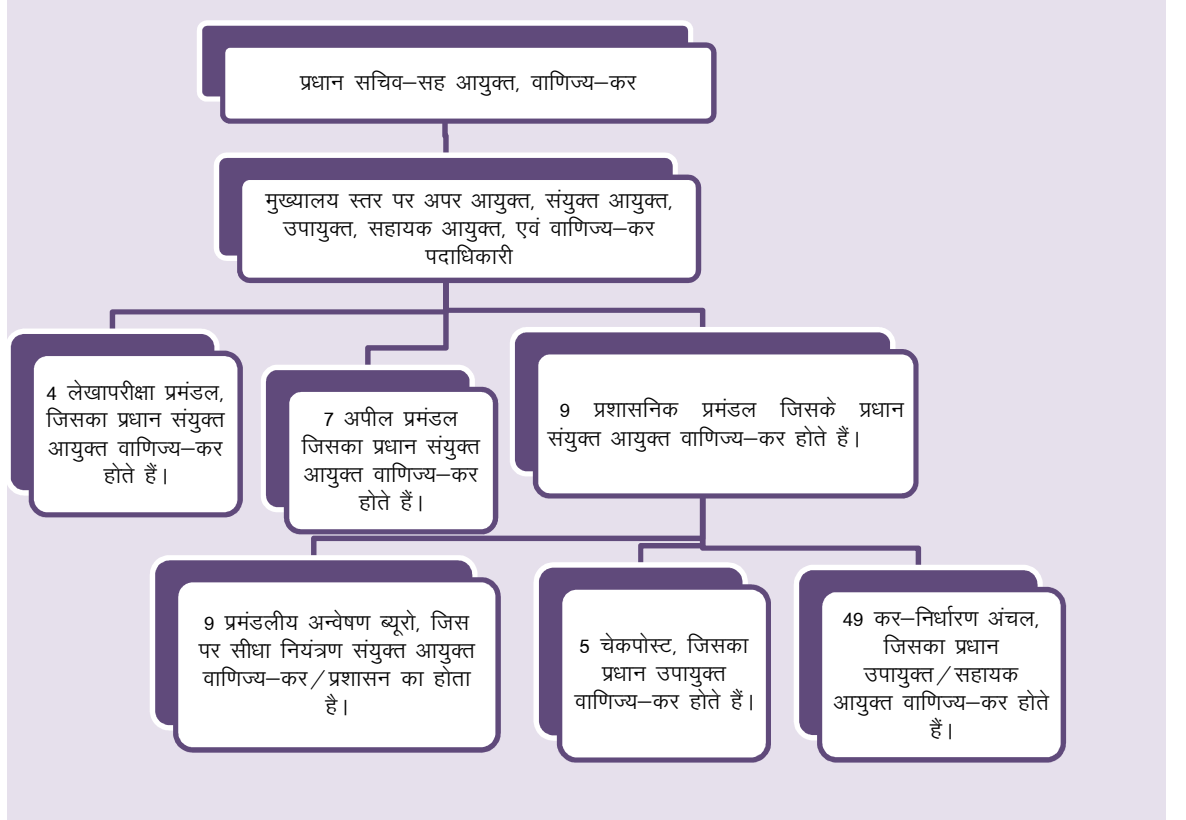 प्रधान सचिव–सह आयुक्त, वाणिज्य–कर
मुख्यालय स्तर पर अपर आयुक्त, संयुक्त आयुक्त,
उपायुक्त, सहायक आयुक्त, एवं वाणिज्य–कर
पदाधिकारी
4 लेखापरीक्षा प्रमंडल,
जिसका प्रधान संयुक्त
आयुक्त वाणिज्य–कर
होते हैं।
7 अपील प्रमंडल
जिसका प्रधान संयुक्त
आयुक्त वाणिज्य–कर
होते हैं।
9 प्रशासनिक प्रमंडल जिसके प्रधान
संयुक्त आयुक्त वाणिज्य–कर होते हैं।
9 प्रमंडलीय अन्वेषण ब्यूरो, जिस
पर सीधा नियंत्रण संयुक्त आयुक्त
वाणिज्य–कर/प्रशासन का होता
है।
5 चेकपोस्ट, जिसका
प्रधान उपायुक्त
वाणिज्य–कर होते हैं।
49 कर–निर्धारण अंचल,
जिसका प्रधान
उपायुक्त/सहायक
आयुक्त वाणिज्य–कर होते
हैं।